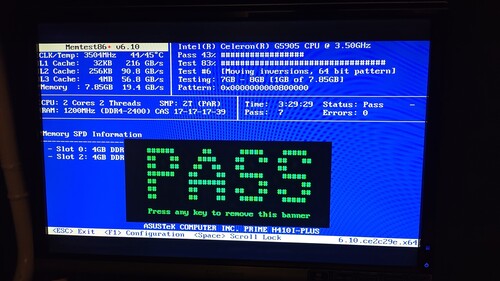 Memtest86+ v6.10 | Intel(R) Celeron(R) G5905 CPU @ 3.50GHz
CLK/Temp: 3504MHz 44/45°C | Pass 43% ################
L1 Cache: 32KB 216 GB/s | Test 83% ################################
L2 Cache: 256KB 90.8 GB/s | Test #6 [Moving inversions, 64 bit pattern]
L3 Cache: 4MB 56.8 GB/s | Testing: 7GB - 8GB [1GB of 7.85GB]
Memory : 7.85GB 19.4 GB/s | Pattern: 0x0000000000800000
CPU: 2 Cores 2 Threads SMP: 2T (PAR) | Time: 3:29:29 Status: Pass -
RAM: 1200MHz (DDR4-2400) CAS 17-17-17-39 | Pass: 7 Errors: 0
Memory SPD Information
- Slot 0: 4GB DDR
- Slot 2: 4GB DDR
PASS
Press any key to remove this banner
ASUSTeK COMPUTER INC. PRIME H410I-PLUS
<ESC> Exit <F1> Configuration <Space> Scroll Lock 6.10.ce2c29e.x64